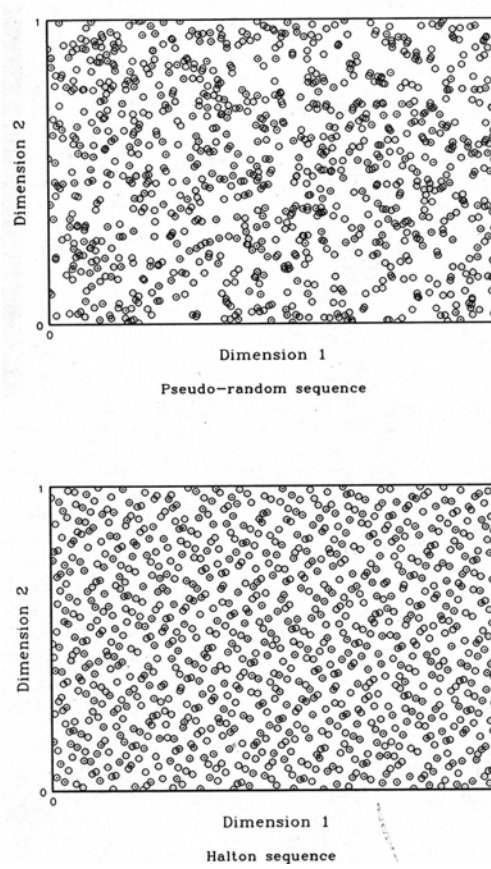 1
Dimension 2
0
0
Dimension 1
Pseudo-random sequence
1
Dimension 2
0
0
Dimension 1
Halton sequence